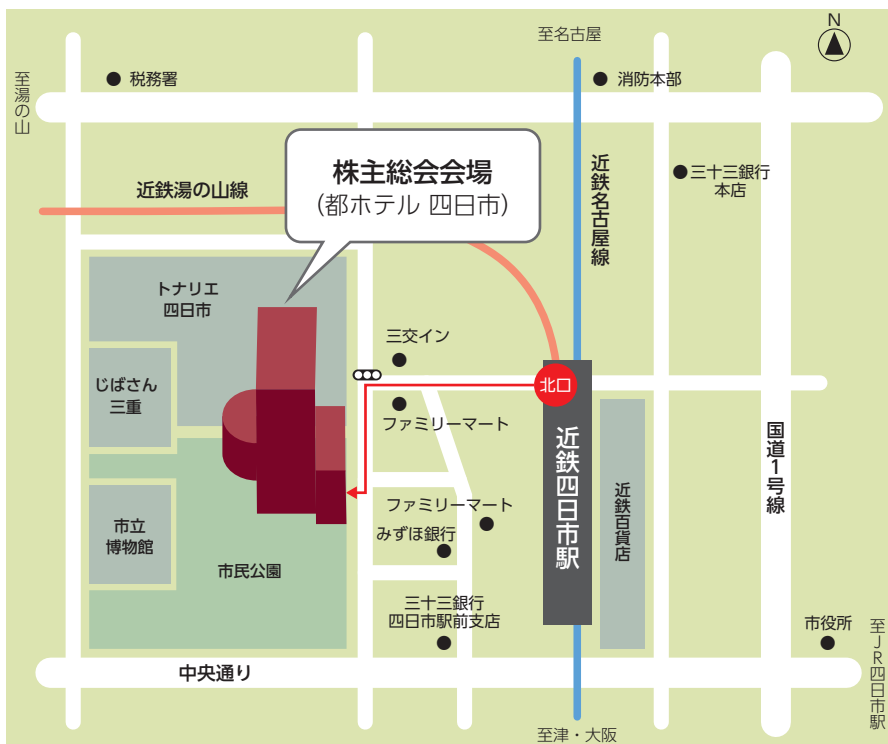 N
至名古屋
至湯の山
税務署
消防本部
株主総会会場
(都ホテル 四日市)
近鉄湯の山線
近鉄名古屋線
三十三銀行
本店
トナリエ
四日市
三交イン
じばさん
三重
北口
ファミリーマート
近鉄四日市駅
国道1号線
近鉄百貨店
市立
博物館
ファミリーマート
みずほ銀行
市民公園
三十三銀行
四日市駅前支店
市役所
至JR四日市駅
中央通り
至津・大阪